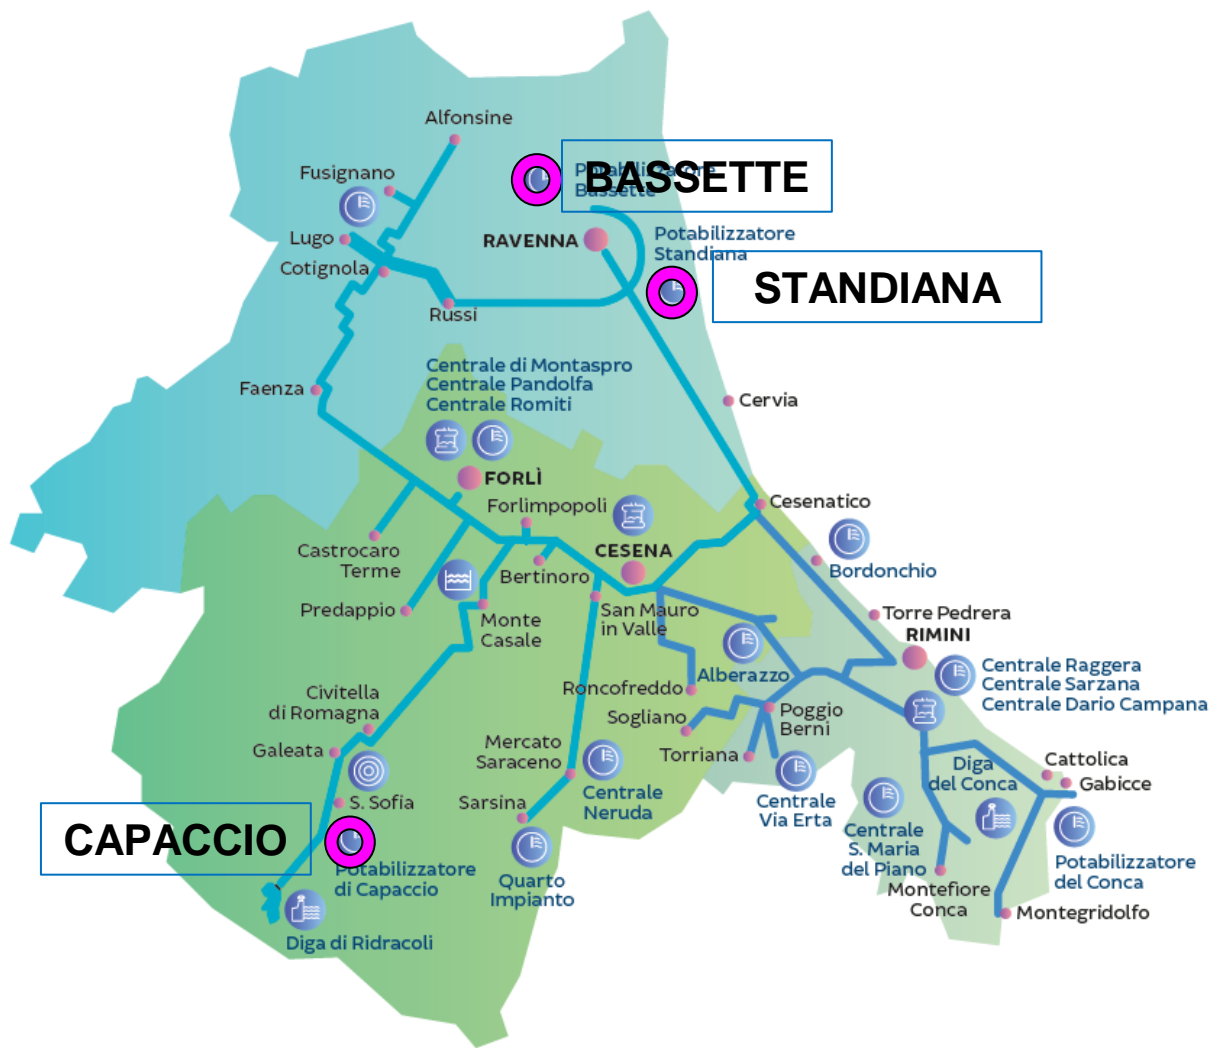 Alfonsine
Fusignano
Potabilizzatore
Bassette
BASSETTE
Lugo
RAVENNA
Potabilizzatore
Standiana
Cotignola
STANDIANA
Russi
Centrale di Montaspro
Centrale Pandolfa
Centrale Romiti
Faenza
Cervia
FORLÌ
Forlimpopoli
Cesenatico
Castrocaro
Terme
CESENA
Bertinoro
Bordonchio
Predappio
Monte
Casale
San Mauro
in Valle
Torre Pedrera
RIMINI
Alberazzo
Centrale Raggera
Centrale Sarzana
Centrale Dario Campana
Roncofreddo
Civitella
di Romagna
Sogliano
Poggio
Berni
Galeata
Mercato
Saraceno
Torriana
Diga
del Conca
Cattolica
Gabicce
S. Sofia
Sarsina
Centrale
Neruda
Centrale
Via Erta
Centrale
S. Maria
del Piano
CAPACCIO
Potabilizzatore
di Capaccio
Quarto
Impianto
Potabilizzatore
del Conca
Montefiore
Conca
Montegridolfo
Diga di Ridracoli